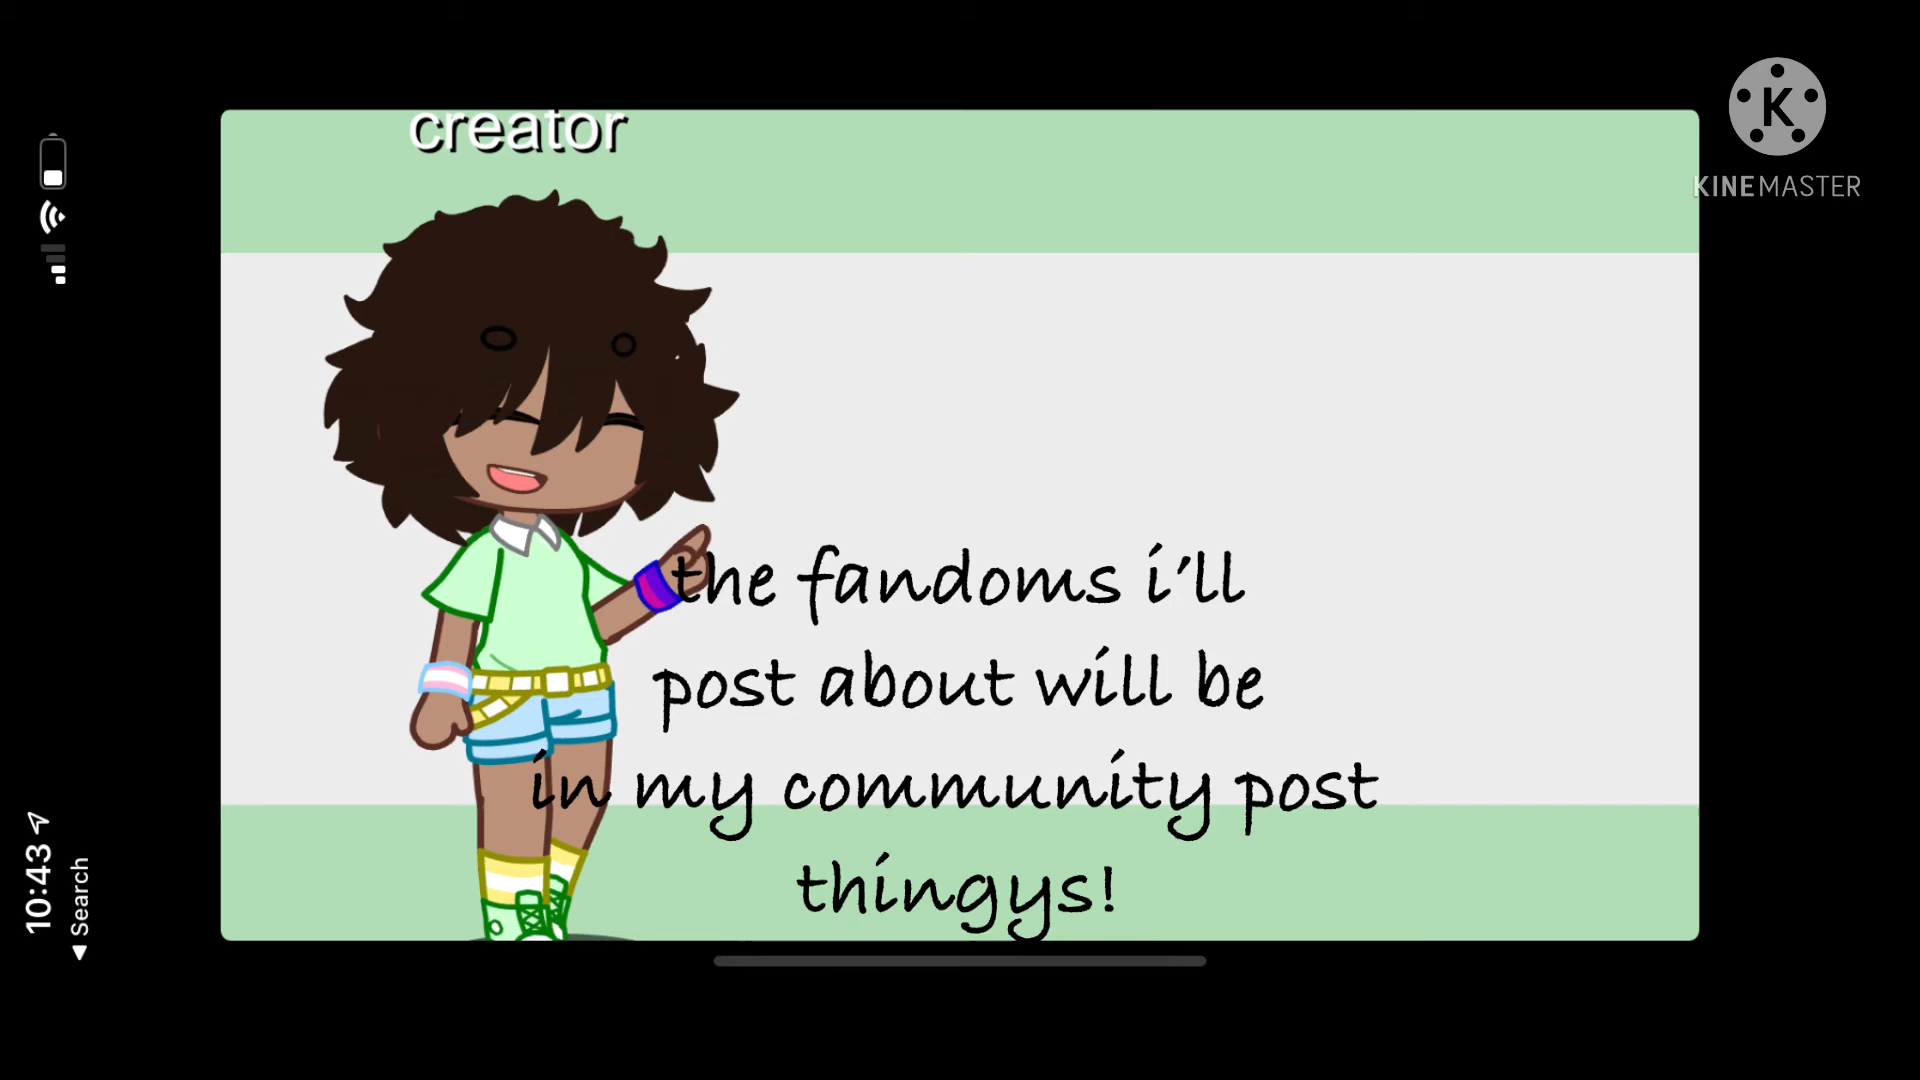 creator
K
KINEMASTER
the fandoms i'll
post about will be
in my community post
thingys!
10:43
◀ Search